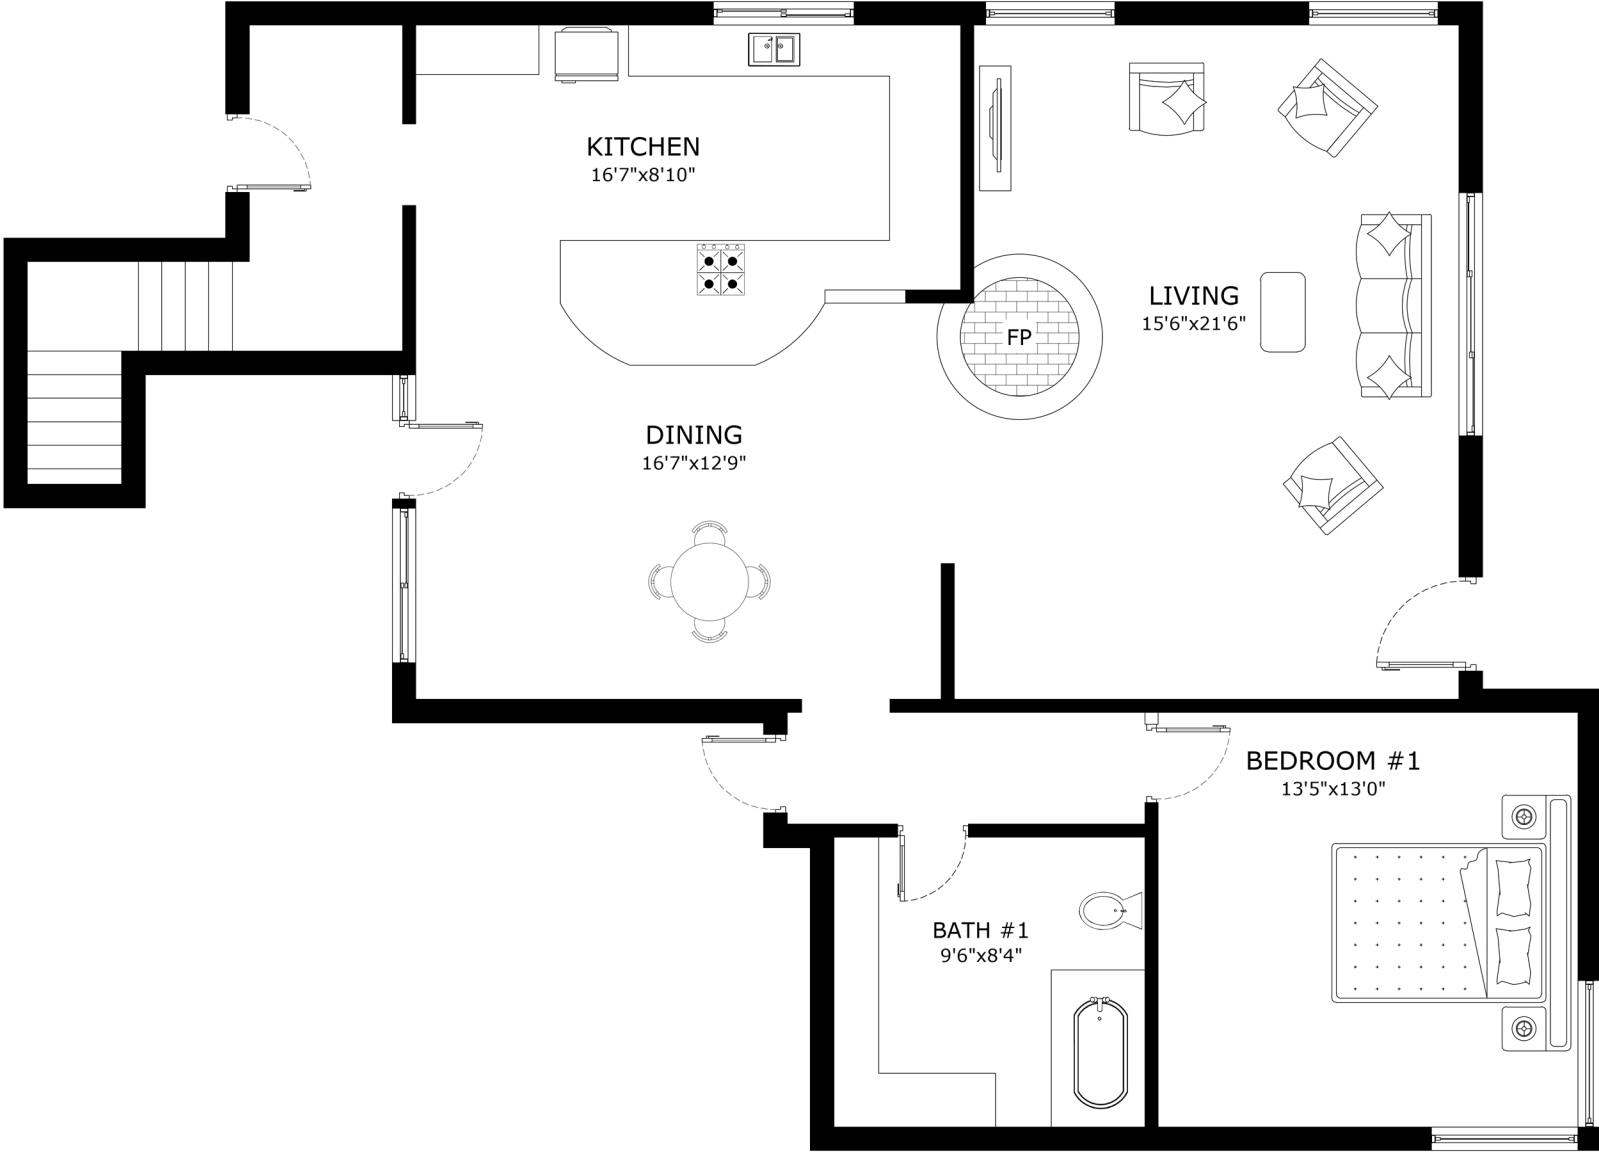 KITCHEN
16'7"x8'10"
LIVING
15'6"x21'6"
FP
DINING
16'7"x12'9"
BEDROOM #1
13'5"x13'0"
BATH #1
9'6"x8'4"